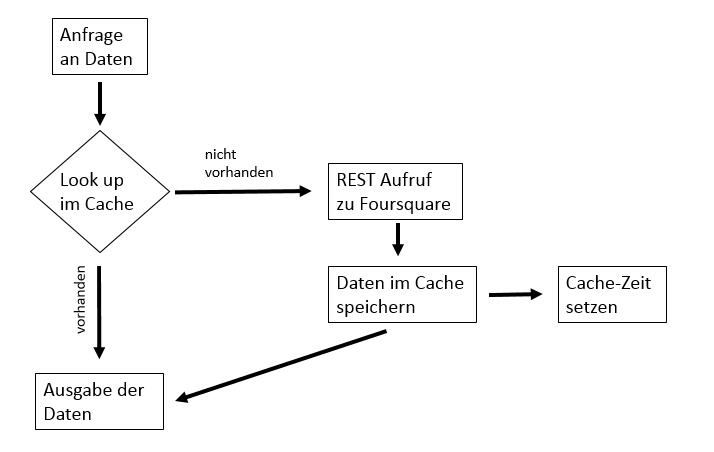 Anfrage
an Daten
Look up
im Cache
nicht
vorhanden
REST Aufruf
zu Foursquare
vorhanden
Daten im Cache
speichern
Cache-Zeit
setzen
Ausgabe der
Daten